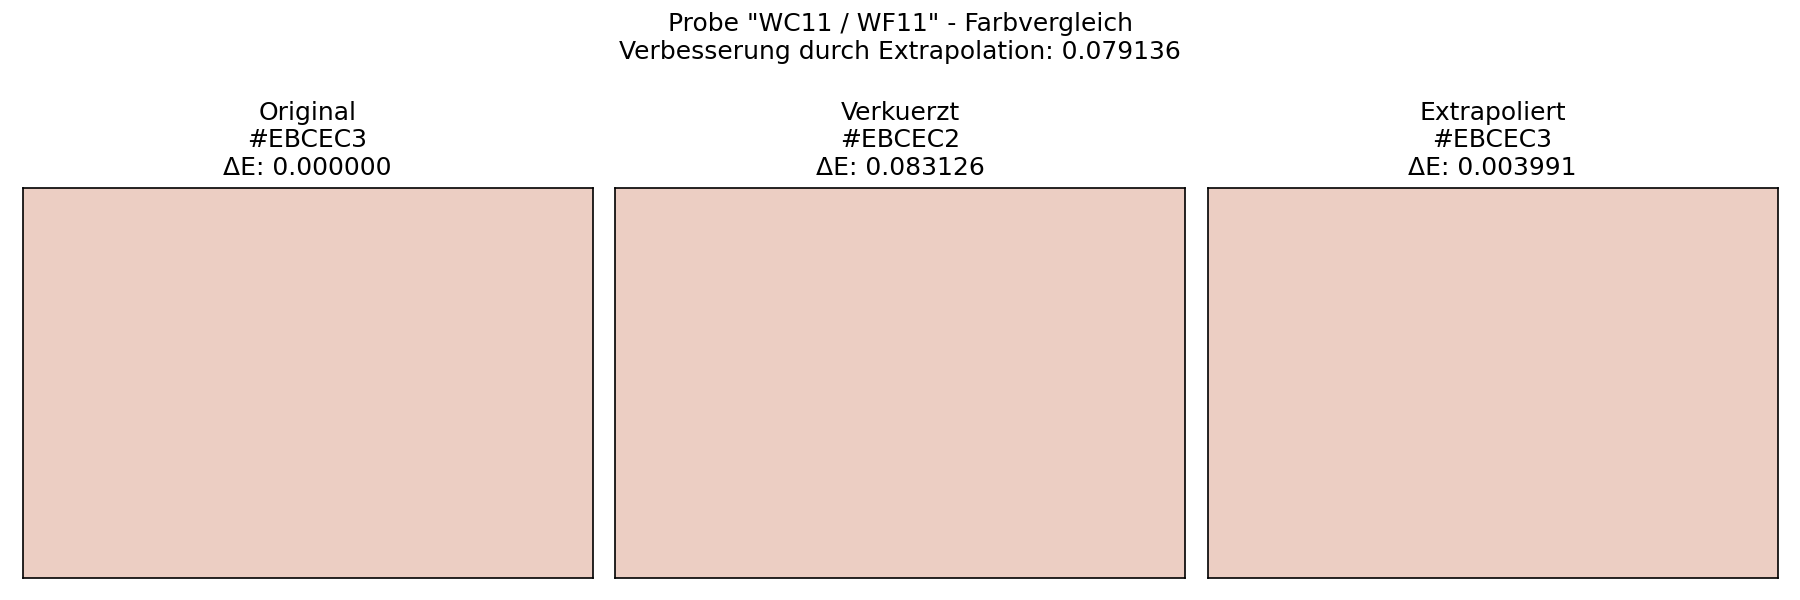 Probe "WC11 / WF11" - Farbvergleich
Verbesserung durch Extrapolation: 0.079136
Original
#EBCEC3
ΔE: 0.000000
Verkuerzt
#EBCEC2
ΔE: 0.083126
Extrapoliert
#EBCEC3
ΔE: 0.003991